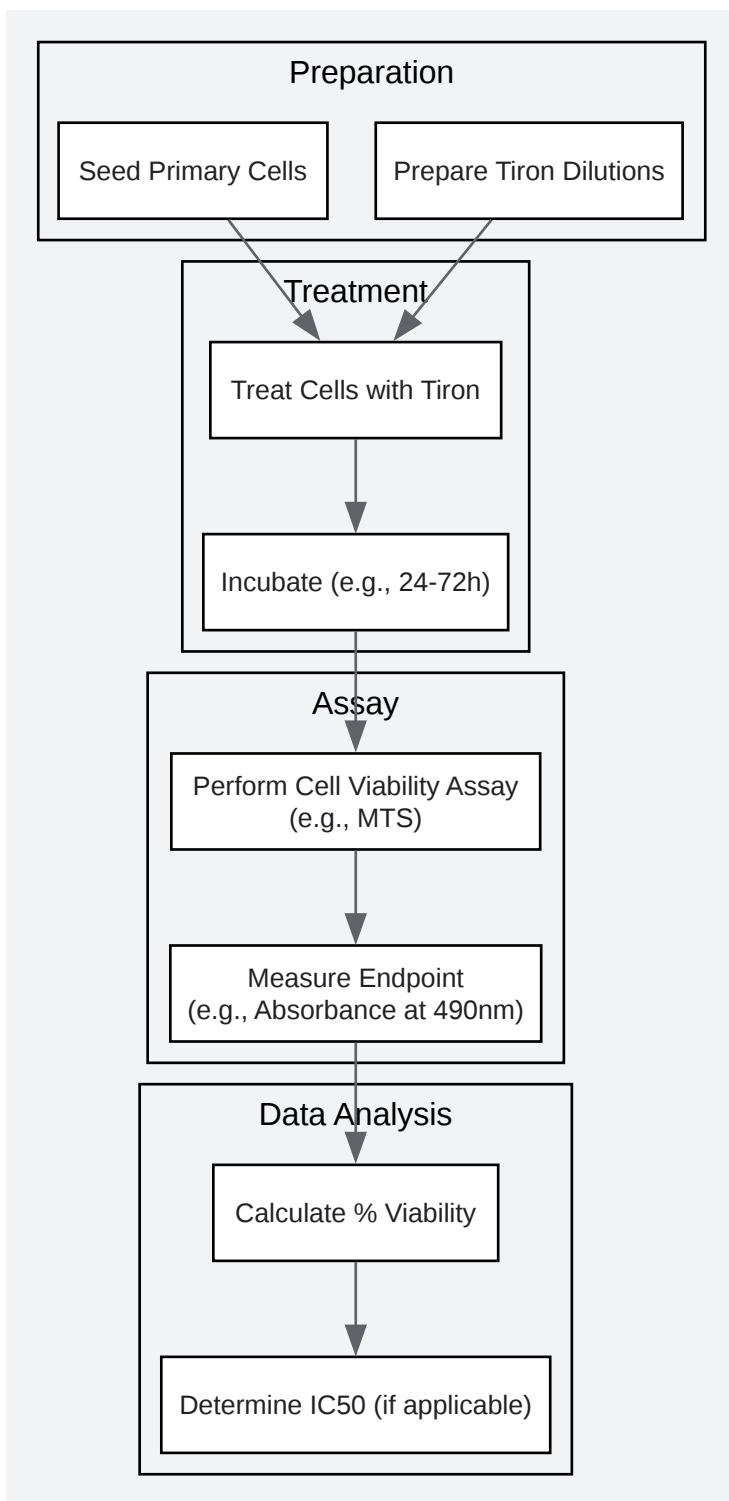 Preparation
Seed Primary Cells
Prepare Tiron Dilutions
Treatment
Treat Cells with Tiron
Incubate (e.g., 24-72h)
Assay
Perform Cell Viability Assay
(e.g., MTS)
Measure Endpoint
(e.g., Absorbance at 490nm)
Data Analysis
Calculate % Viability
Determine IC50 (if applicable)